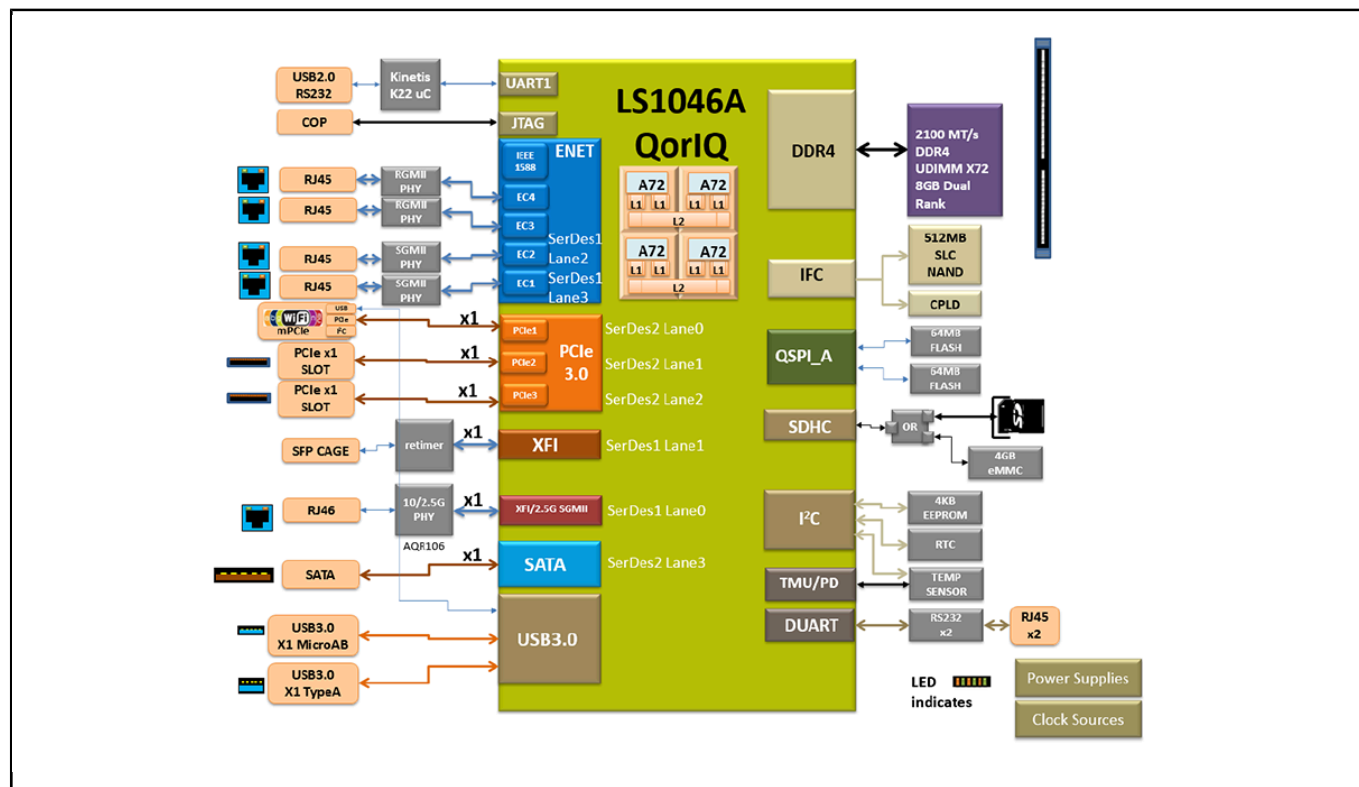 USB2.0
RS232
Kinetis
K22 uC
UART1
COP
JTAG
LS1046A
QorIQ
IEEE
1588
ENET
RJ45
RGMII
PHY
EC4
RJ45
RGMII
PHY
EC3
RJ45
SGMII
PHY
EC2
SerDes1
Lane2
RJ45
SGMII
PHY
EC1
SerDes1
Lane3
A72
A72
L1
L1
L1
L1
L2
A72
A72
L1
L1
L1
L1
L2
WiFi
mPCIe
USB
PCIe
I²C
x1
PCIe1
SerDes2 Lane0
PCIe x1
SLOT
x1
PCIe2
SerDes2 Lane1
PCIe
3.0
PCIe x1
SLOT
x1
PCIe3
SerDes2 Lane2
SFP CAGE
retimer
x1
XFI
SerDes1 Lane1
RJ46
10/2.5G
PHY
AQR106
x1
XFI/2.5G SGMII
SerDes1 Lane0
SATA
x1
SATA
SerDes2 Lane3
USB3.0
X1 MicroAB
USB3.0
USB3.0
X1 TypeA
DDR4
2100 MT/s
DDR4
UDIMM X72
8GB Dual
Rank
IFC
512MB
SLC
NAND
CPLD
QSPI_A
64MB
FLASH
64MB
FLASH
SDHC
OR
4GB
eMMC
I²C
4KB
EEPROM
RTC
TMU/PD
TEMP
SENSOR
DUART
RS232
x2
RJ45
x2
LED
indicates
Power Supplies
Clock Sources